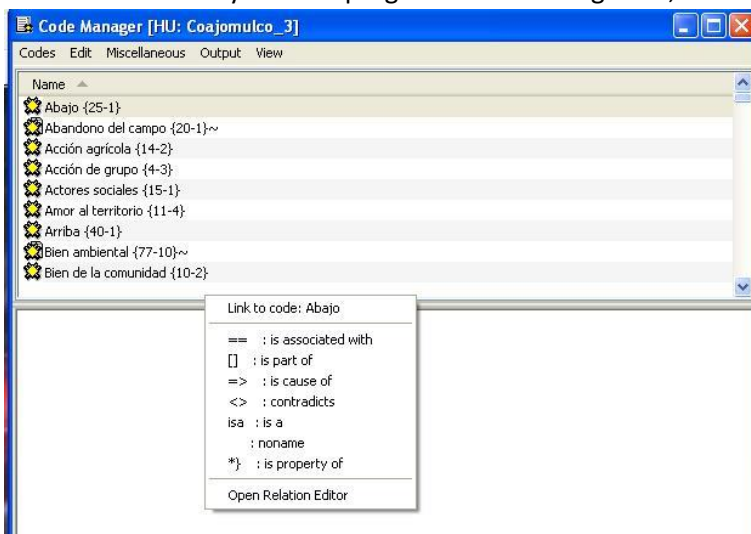 Code Manager [HU: Coajomulco_3]
Codes Edit Miscellaneous Output View
Name
Abajo {25-1}
Abandono del campo {20-1}~
Acción agrícola {14-2}
Acción de grupo {4-3}
Actores sociales {15-1}
Amor al territorio {11-4}
Arriba {40-1}
Bien ambiental {77-10}~
Bien de la comunidad {10-2}
Link to code: Abajo
== : is associated with
[] : is part of
=> : is cause of
<> : contradicts
isa : is a
: noname
*} : is property of
Open Relation Editor